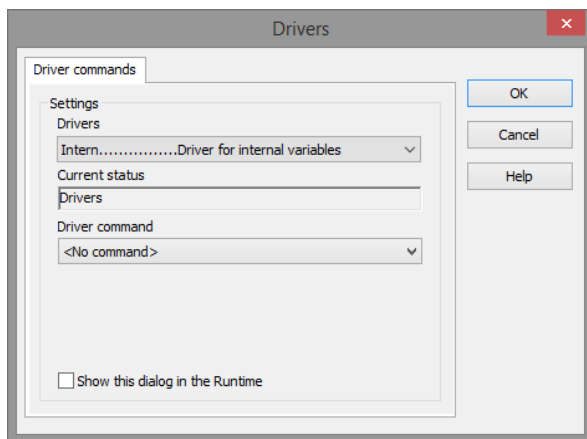 Drivers
Driver commands
Settings
Drivers
Intern................Driver for internal variables
Current status
Drivers
Driver command
<No command>
Show this dialog in the Runtime
OK
Cancel
Help